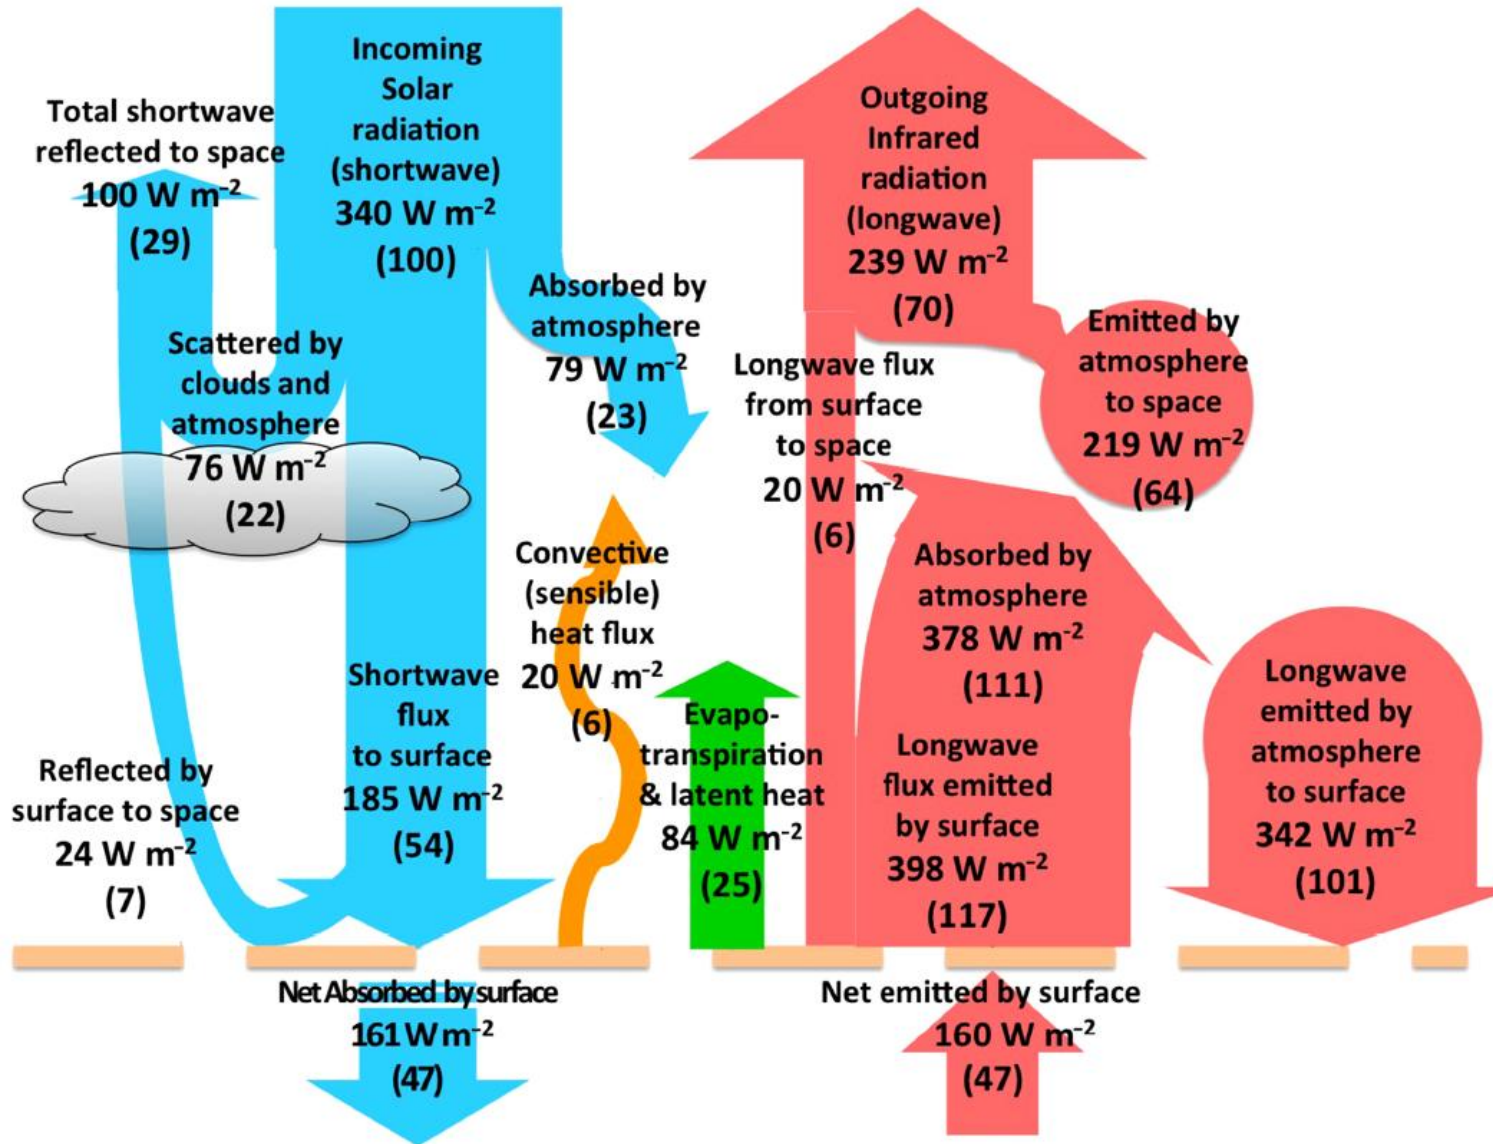 Incoming
Solar
radiation
(shortwave)
340 W m⁻²
(100)
Total shortwave
reflected to space
100 W m⁻²
(29)
Scattered by
clouds and
atmosphere
76 W m⁻²
(22)
Absorbed by
atmosphere
79 W m⁻²
(23)
Reflected by
surface to space
24 W m⁻²
(7)
Shortwave
flux
to surface
185 W m⁻²
(54)
Net Absorbed by surface
161 W m⁻²
(47)
Convective
(sensible)
heat flux
20 W m⁻²
(6)
Evapo-
transpiration
& latent heat
84 W m⁻²
(25)
Outgoing
Infrared
radiation
(longwave)
239 W m⁻²
(70)
Longwave flux
from surface
to space
20 W m⁻²
(6)
Emitted by
atmosphere
to space
219 W m⁻²
(64)
Absorbed by
atmosphere
378 W m⁻²
(111)
Longwave
flux emitted
by surface
398 W m⁻²
(117)
Longwave
emitted by
atmosphere
to surface
342 W m⁻²
(101)
Net emitted by surface
160 W m⁻²
(47)